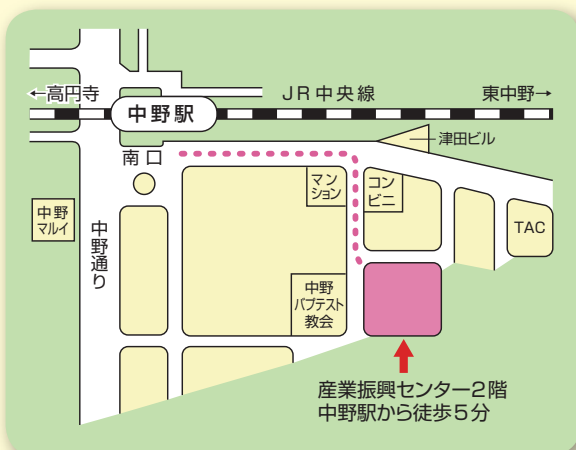 ←高円寺
JR中央線
東中野→
中野駅
津田ビル
南口
マン
ション
コン
ビニ
中野
マルイ
中野通り
TAC
中野
バプテスト
教会
産業振興センター2階
中野駅から徒歩5分